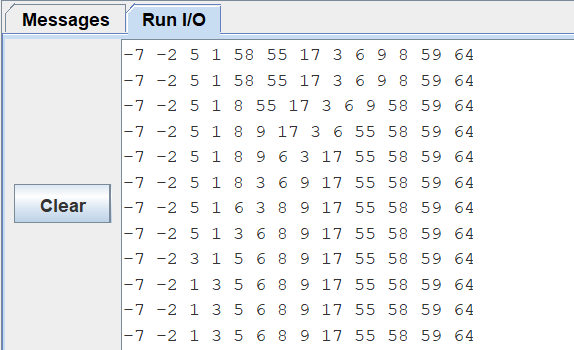 Messages Run I/O
-7 -2 5 1 58 55 17 3 6 9 8 59 64
-7 -2 5 1 58 55 17 3 6 9 8 59 64
-7 -2 5 1 8 55 17 3 6 9 58 59 64
-7 -2 5 1 8 9 17 3 6 55 58 59 64
-7 -2 5 1 8 9 6 3 17 55 58 59 64
-7 -2 5 1 8 3 6 9 17 55 58 59 64
-7 -2 5 1 6 3 8 9 17 55 58 59 64
-7 -2 5 1 3 6 8 9 17 55 58 59 64
-7 -2 3 1 5 6 8 9 17 55 58 59 64
-7 -2 1 3 5 6 8 9 17 55 58 59 64
-7 -2 1 3 5 6 8 9 17 55 58 59 64
-7 -2 1 3 5 6 8 9 17 55 58 59 64
Clear